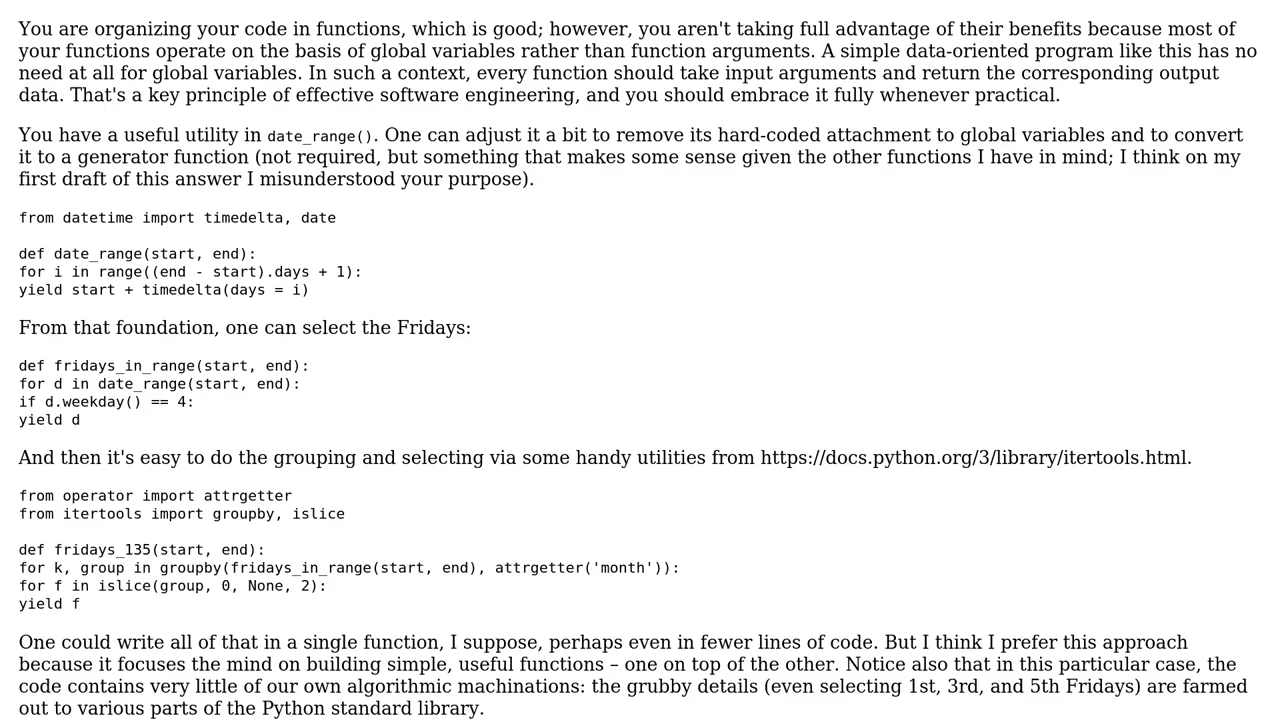 You are organizing your code in functions, which is good; however, you aren't taking full advantage of their benefits because most of
your functions operate on the basis of global variables rather than function arguments. A simple data-oriented program like this has no
need at all for global variables. In such a context, every function should take input arguments and return the corresponding output
data. That's a key principle of effective software engineering, and you should embrace it fully whenever practical.
You have a useful utility in date_range(). One can adjust it a bit to remove its hard-coded attachment to global variables and to convert
it to a generator function (not required, but something that makes some sense given the other functions I have in mind; I think on my
first draft of this answer I misunderstood your purpose).
from datetime import timedelta, date
def date_range(start, end):
for i in range((end - start).days + 1):
yield start + timedelta(days = i)
From that foundation, one can select the Fridays:
def fridays_in_range(start, end):
for d in date_range(start, end):
if d.weekday() == 4:
yield d
And then it's easy to do the grouping and selecting via some handy utilities from https://docs.python.org/3/library/itertools.html.
from operator import attrgetter
from itertools import groupby, islice
def fridays_135(start, end):
for k, group in groupby(fridays_in_range(start, end), attrgetter('month')):
for f in islice(group, 0, None, 2):
yield f
One could write all of that in a single function, I suppose, perhaps even in fewer lines of code. But I think I prefer this approach
because it focuses the mind on building simple, useful functions – one on top of the other. Notice also that in this particular case, the
code contains very little of our own algorithmic machinations: the grubby details (even selecting 1st, 3rd, and 5th Fridays) are farmed
out to various parts of the Python standard library.